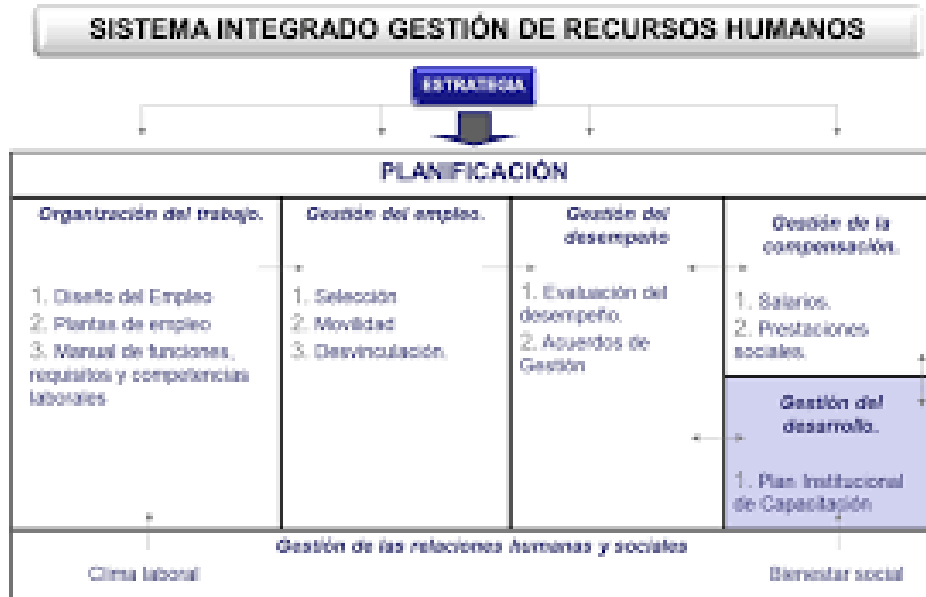 SISTEMA INTEGRADO GESTIÓN DE RECURSOS HUMANOS
ESTRATEGIA
PLANIFICACIÓN
Organización del trabajo.
1. Diseño del Empleo
2. Plantas de empleo
3. Manual de funciones,
requisitos y competencias
laborales
Gestión del empleo.
1. Selección
2. Movilidad
3. Desvinculación.
Gestión del
desempeño
1. Evaluación del
desempeño.
2. Acuerdos de
Gestión
Gestión de la
compensación.
1. Salarios.
2. Prestaciones
sociales.
Gestión del
desarrollo.
1. Plan Institucional
de Capacitación
Gestión de las relaciones humanas y sociales
Clima laboral
Bienestar social